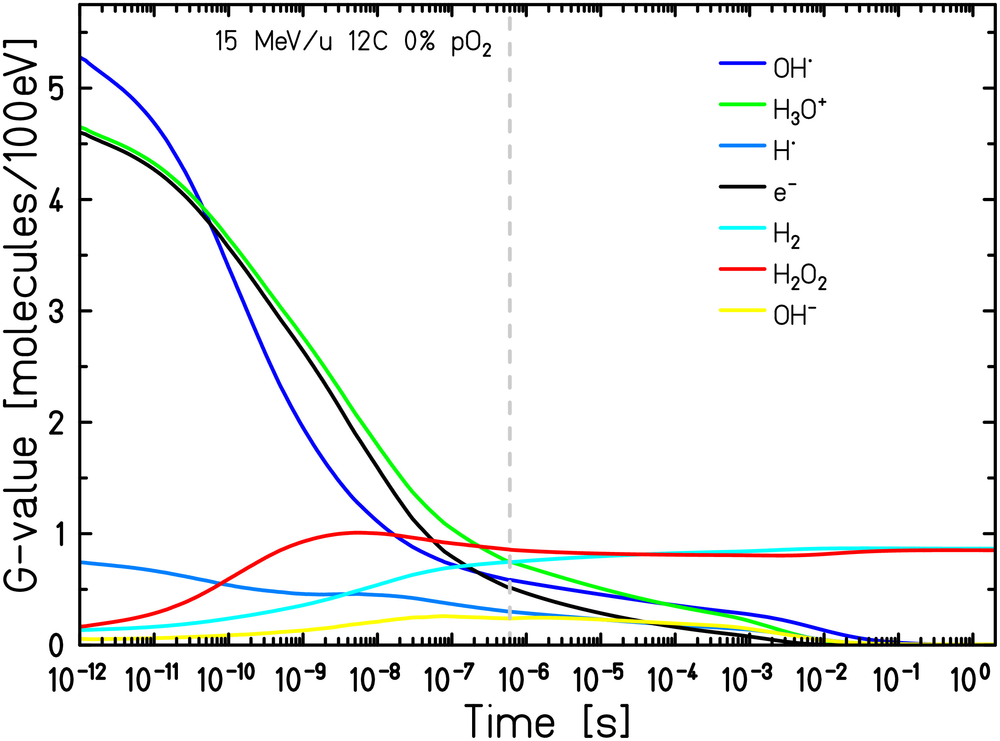 15 MeV/u 12C 0% pO₂
OH•
H₃O⁺
H•
e⁻
H₂
H₂O₂
OH⁻
G-value [molecules/100eV]
5
4
3
2
1
0
10⁻¹² 10⁻¹¹ 10⁻¹⁰ 10⁻⁹ 10⁻⁸ 10⁻⁷ 10⁻⁶ 10⁻⁵ 10⁻⁴ 10⁻³ 10⁻² 10⁻¹ 10⁰
Time [s]